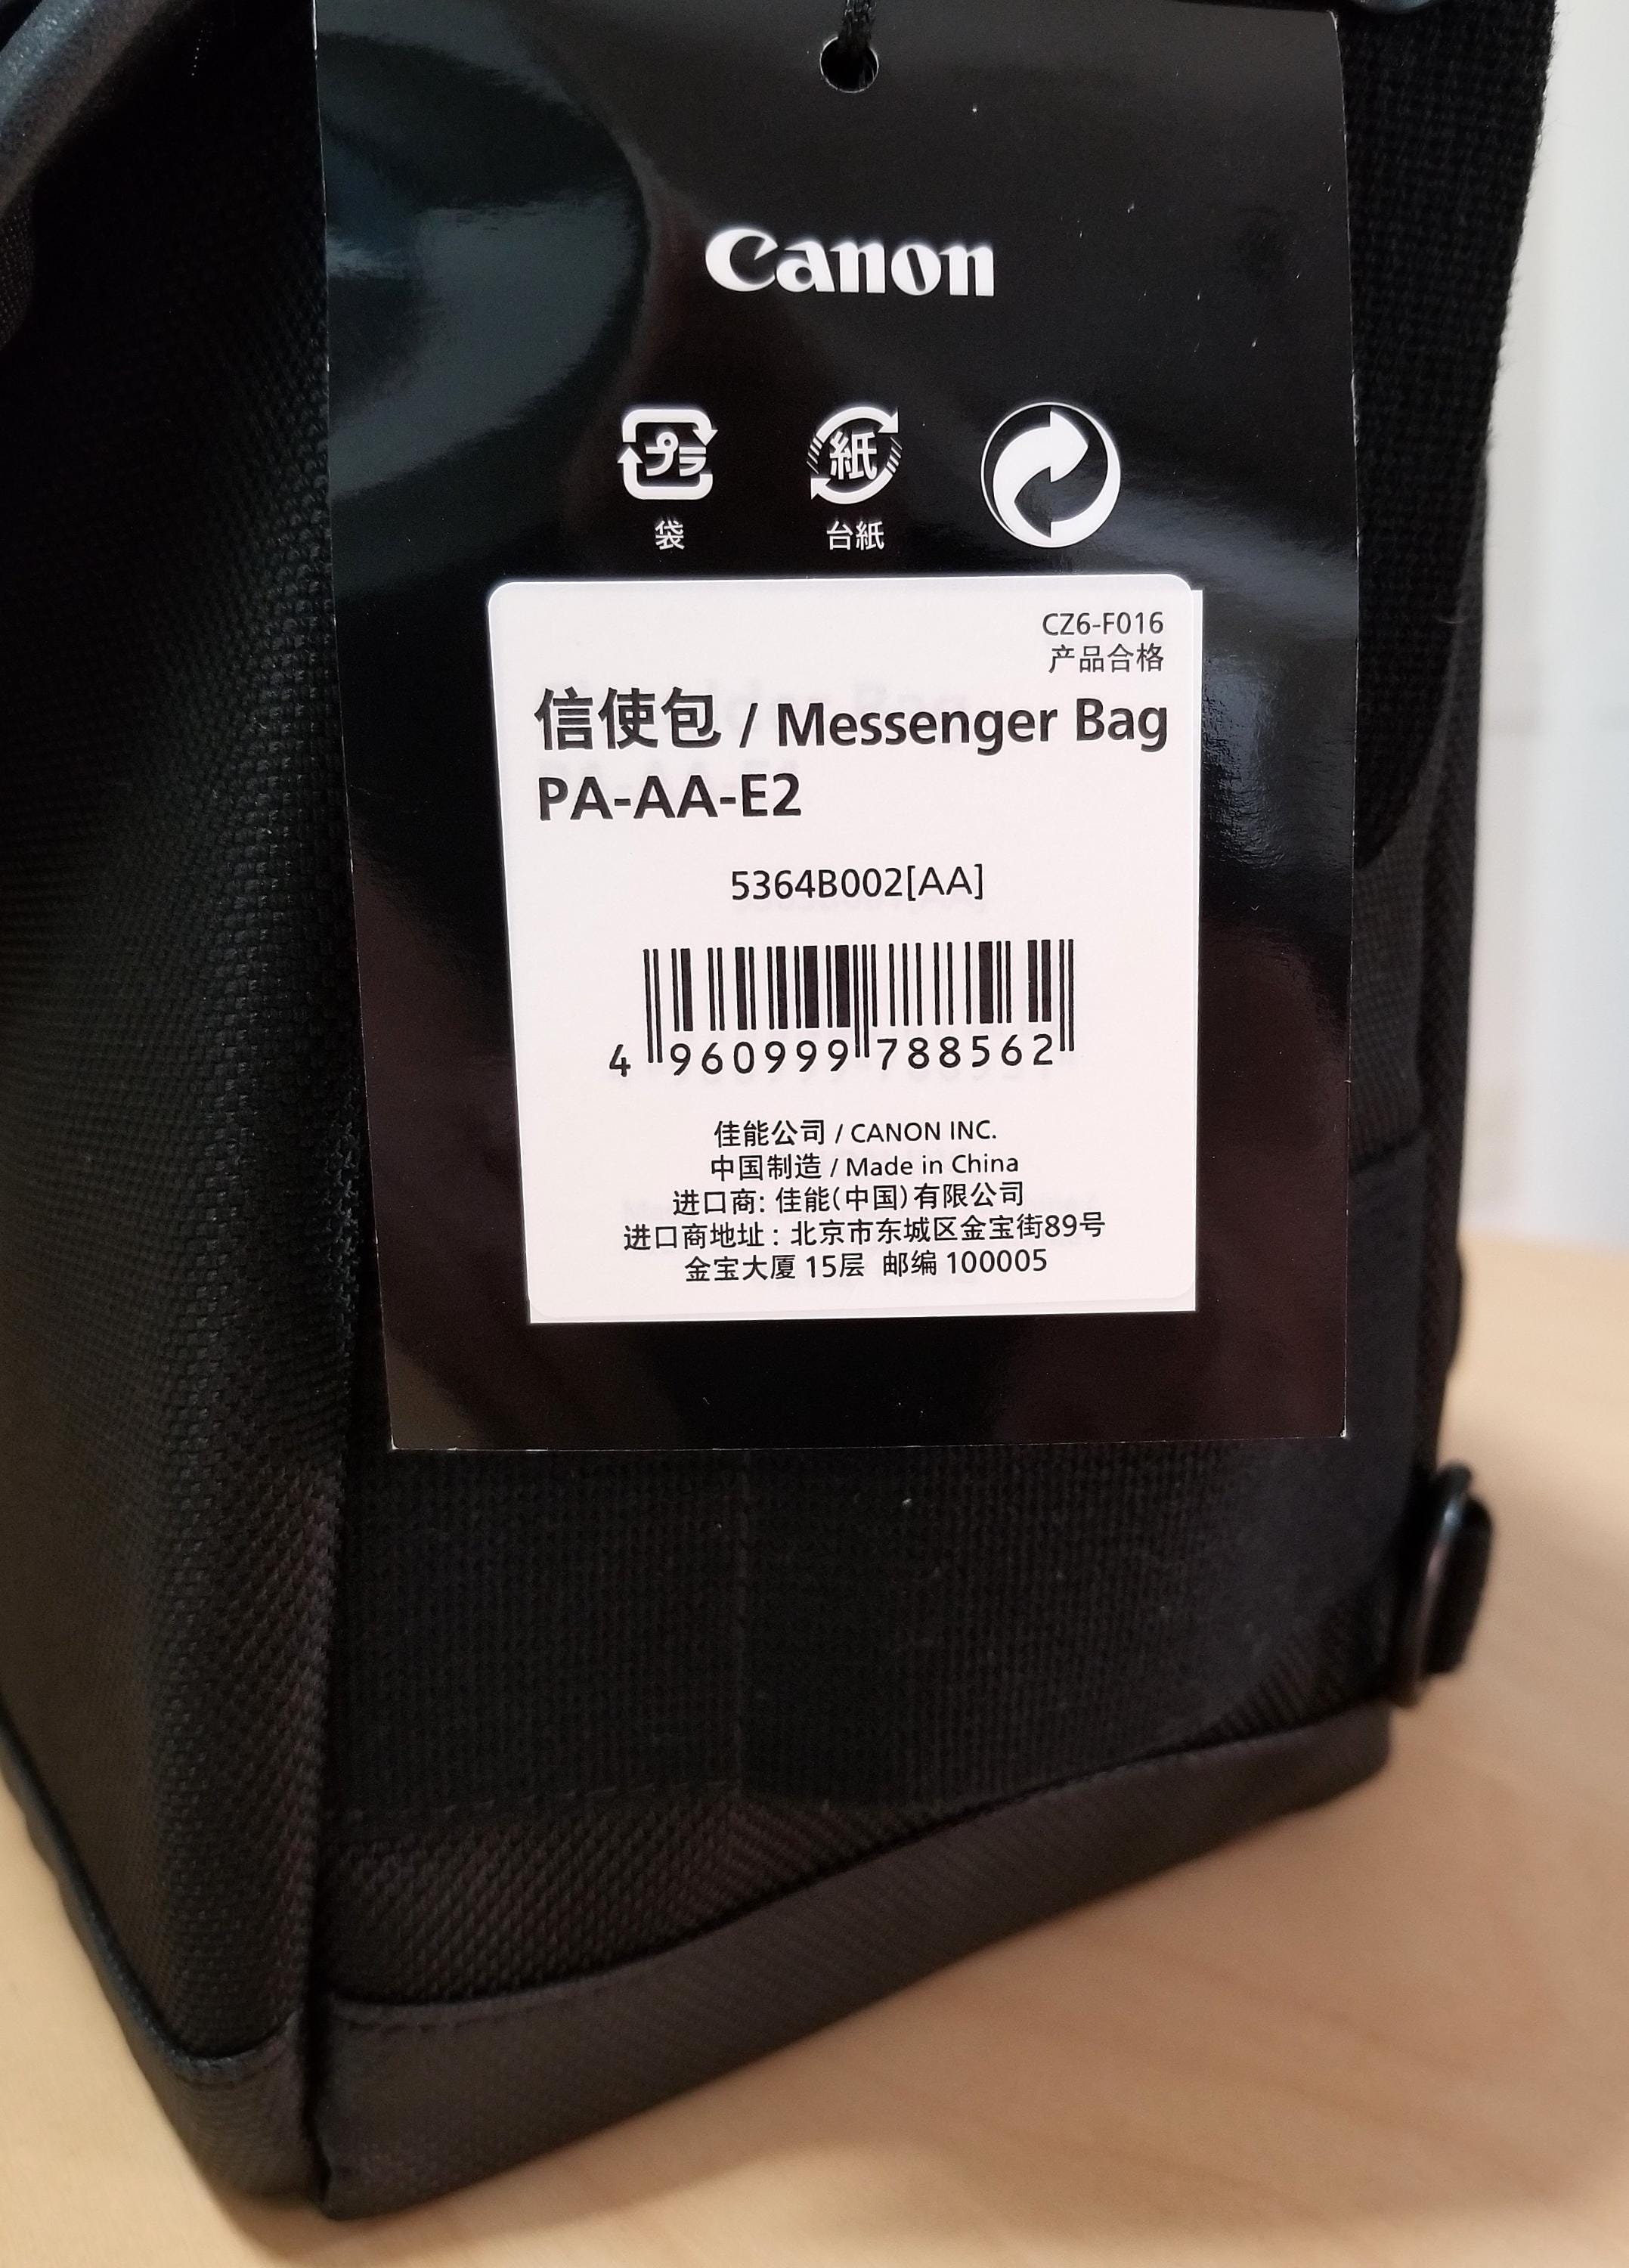 Canon
プラ
紙
袋
台紙
CZ6-F016
产品合格
信使包 / Messenger Bag
PA-AA-E2
5364B002[AA]
4 960999 788562
佳能公司 / CANON INC.
中国制造 / Made in China
进口商: 佳能(中国)有限公司
进口商地址: 北京市东城区金宝街89号
金宝大厦 15层 邮编 100005